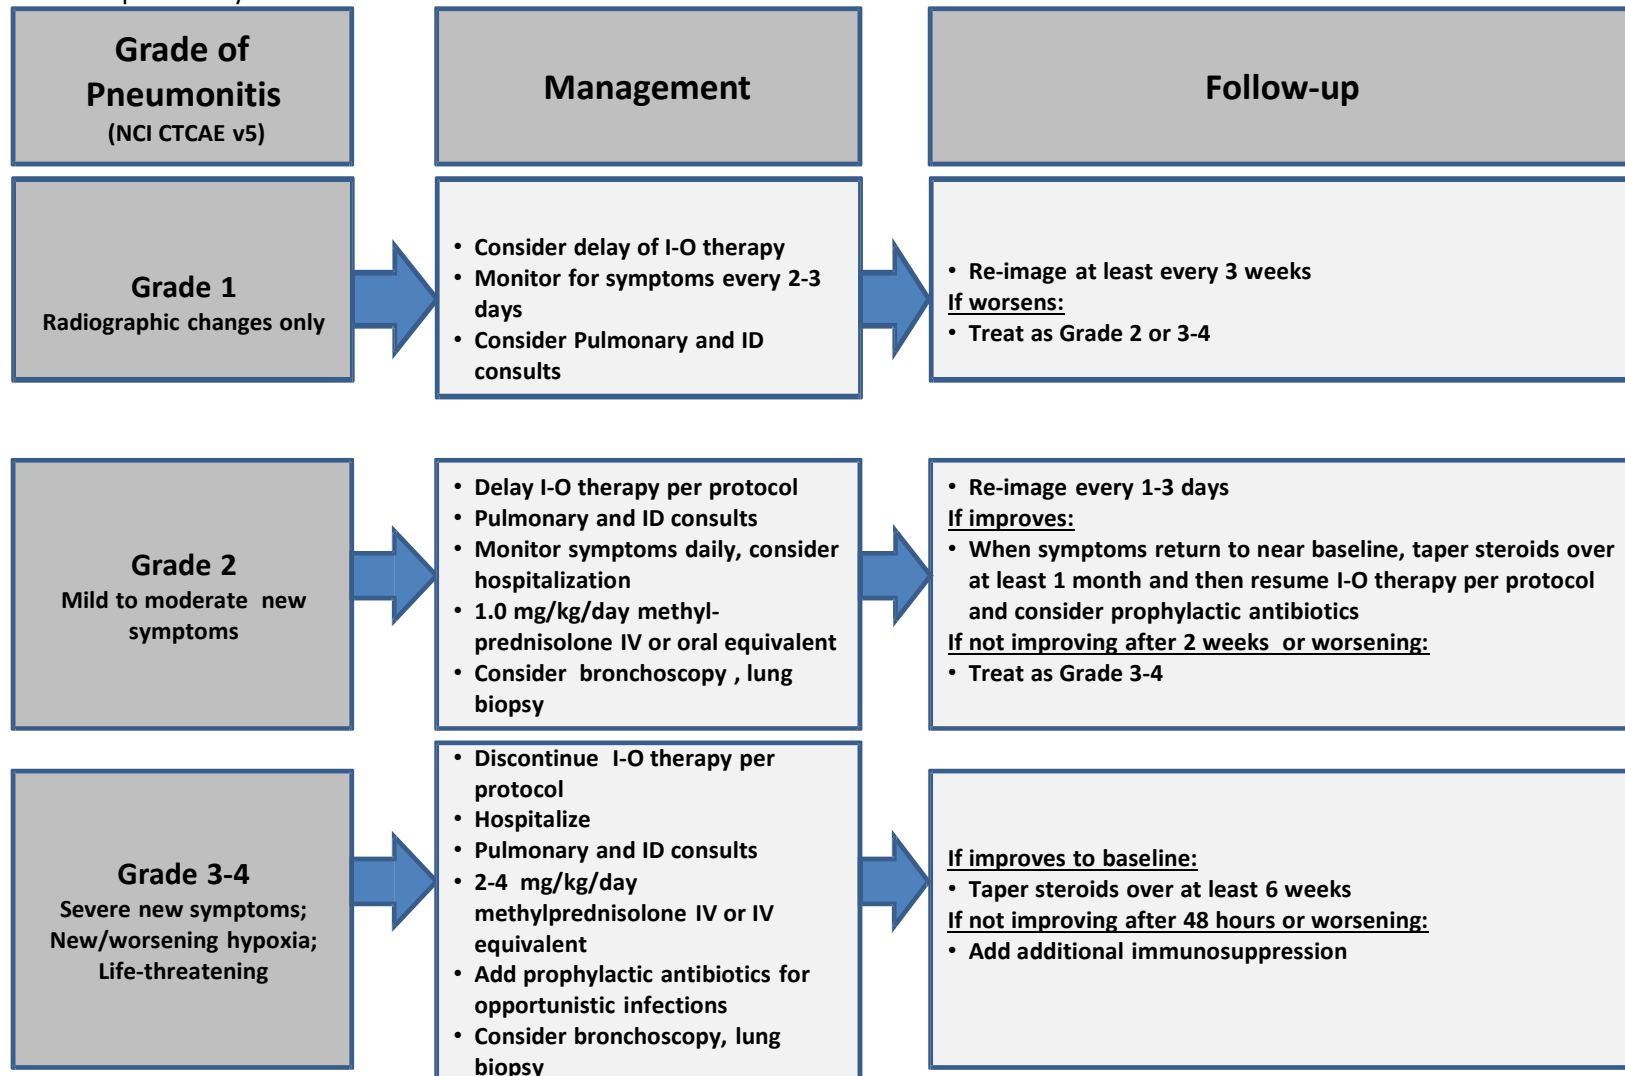 Grade of
Pneumonitis
(NCI CTCAE v5)
Management
Follow-up
Grade 1
Radiographic changes only
• Consider delay of I-O therapy
• Monitor for symptoms every 2-3
days
• Consider Pulmonary and ID
consults
• Re-image at least every 3 weeks
If worsens:
• Treat as Grade 2 or 3-4
Grade 2
Mild to moderate new
symptoms
• Delay I-O therapy per protocol
• Pulmonary and ID consults
• Monitor symptoms daily, consider
hospitalization
• 1.0 mg/kg/day methyl-
prednisolone IV or oral equivalent
• Consider bronchoscopy , lung
biopsy
• Re-image every 1-3 days
If improves:
• When symptoms return to near baseline, taper steroids over
at least 1 month and then resume I-O therapy per protocol
and consider prophylactic antibiotics
If not improving after 2 weeks or worsening:
• Treat as Grade 3-4
Grade 3-4
Severe new symptoms;
New/worsening hypoxia;
Life-threatening
• Discontinue I-O therapy per
protocol
• Hospitalize
• Pulmonary and ID consults
• 2-4 mg/kg/day
methylprednisolone IV or IV
equivalent
• Add prophylactic antibiotics for
opportunistic infections
• Consider bronchoscopy, lung
biopsy
If improves to baseline:
• Taper steroids over at least 6 weeks
If not improving after 48 hours or worsening:
• Add additional immunosuppression